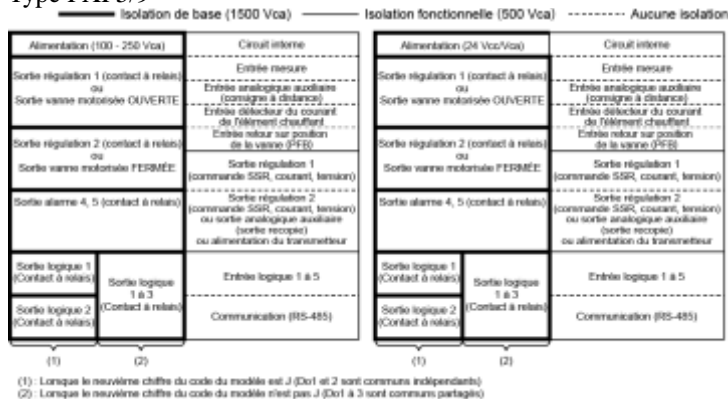 Isolation de base (1500 Vca) Isolation fonctionnelle (500 Vca) Aucune isolation
Alimentation (100 - 250 Vca)
Sortie régulation 1 (contact à relais)
ou
Sortie vanne motorisée OUVERTE
Sortie régulation 2 (contact à relais)
ou
Sortie vanne motorisée FERMÉE
Sortie alarme 4, 5 (contact à relais)
Sortie logique 1
(Contact à relais)
Sortie logique 2
(Contact à relais)
Sortie logique
1 à 3
(Contact à relais)
Circuit interne
Entrée mesure
Entrée analogique auxiliaire
(consigne à distance)
Entrée détecteur du courant
de l'élément chauffant
Entrée retour sur position
de la vanne (PFB)
Sortie régulation 1
(commande SSR, courant, tension)
Sortie régulation 2
(commande SSR, courant, tension)
ou sortie analogique auxiliaire
(sortie recopie)
ou alimentation du transmetteur
Entrée logique 1 à 5
Communication (RS-485)
(1) (2)
Alimentation (24 Vcc/Vca)
Sortie régulation 1 (contact à relais)
ou
Sortie vanne motorisée OUVERTE
Sortie régulation 2 (contact à relais)
ou
Sortie vanne motorisée FERMÉE
Sortie alarme 4, 5 (contact à relais)
Sortie logique 1
(Contact à relais)
Sortie logique 2
(Contact à relais)
Sortie logique
1 à 3
(Contact à relais)
Circuit interne
Entrée mesure
Entrée analogique auxiliaire
(consigne à distance)
Entrée détecteur du courant
de l'élément chauffant
Entrée retour sur position
de la vanne (PFB)
Sortie régulation 1
(commande SSR, courant, tension)
Sortie régulation 2
(commande SSR, courant, tension)
ou sortie analogique auxiliaire
(sortie recopie)
ou alimentation du transmetteur
Entrée logique 1 à 5
Communication (RS-485)
(1) (2)
(1) : Lorsque le neuvième chiffre du code du modèle est J (Do1 et 2 sont communs indépendants)
(2) : Lorsque le neuvième chiffre du code du modèle n'est pas J (Do1 à 3 sont communs partagés)